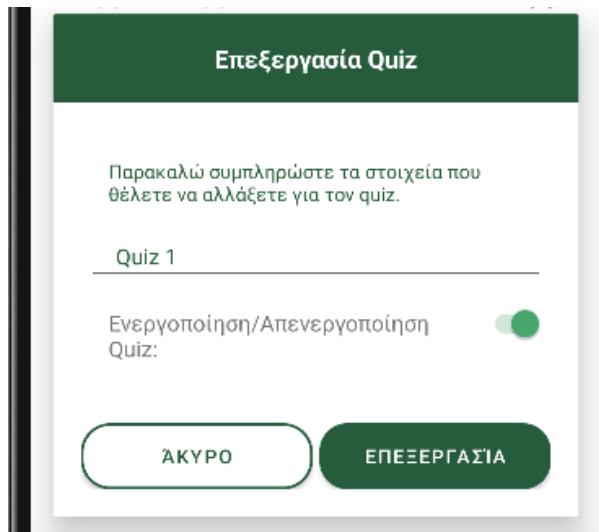 Επεξεργασία Quiz
Παρακαλώ συμπληρώστε τα στοιχεία που
θέλετε να αλλάξετε για τον quiz.
Quiz 1
Ενεργοποίηση/Απενεργοποίηση
Quiz:
ΆΚΥΡΟ
ΕΠΕΞΕΡΓΑΣΊΑ